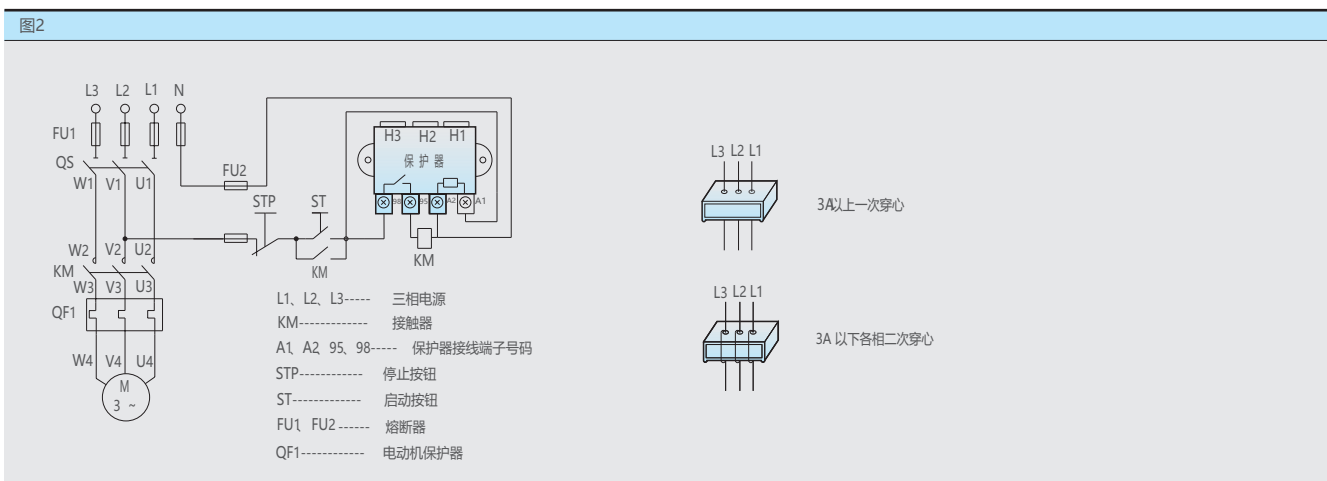 图2
L3 L2 L1 N
FU1
QS
W1 V1 U1
FU2
STP ST
H3 H2 H1
保护器
98 95 A2 A1
KM
KM
W2 V2 U2
KM
W3 V3 U3
QF1
W4 V4 U4
M
3 ~
L1、L2、L3----- 三相电源
KM------------- 接触器
A1、A2、95、98----- 保护器接线端子号码
STP------------ 停止按钮
ST------------- 启动按钮
FU1、FU2 ------ 熔断器
QF1------------ 电动机保护器
L3 L2 L1
3A以上一次穿心
L3 L2 L1
3A 以下各相二次穿心